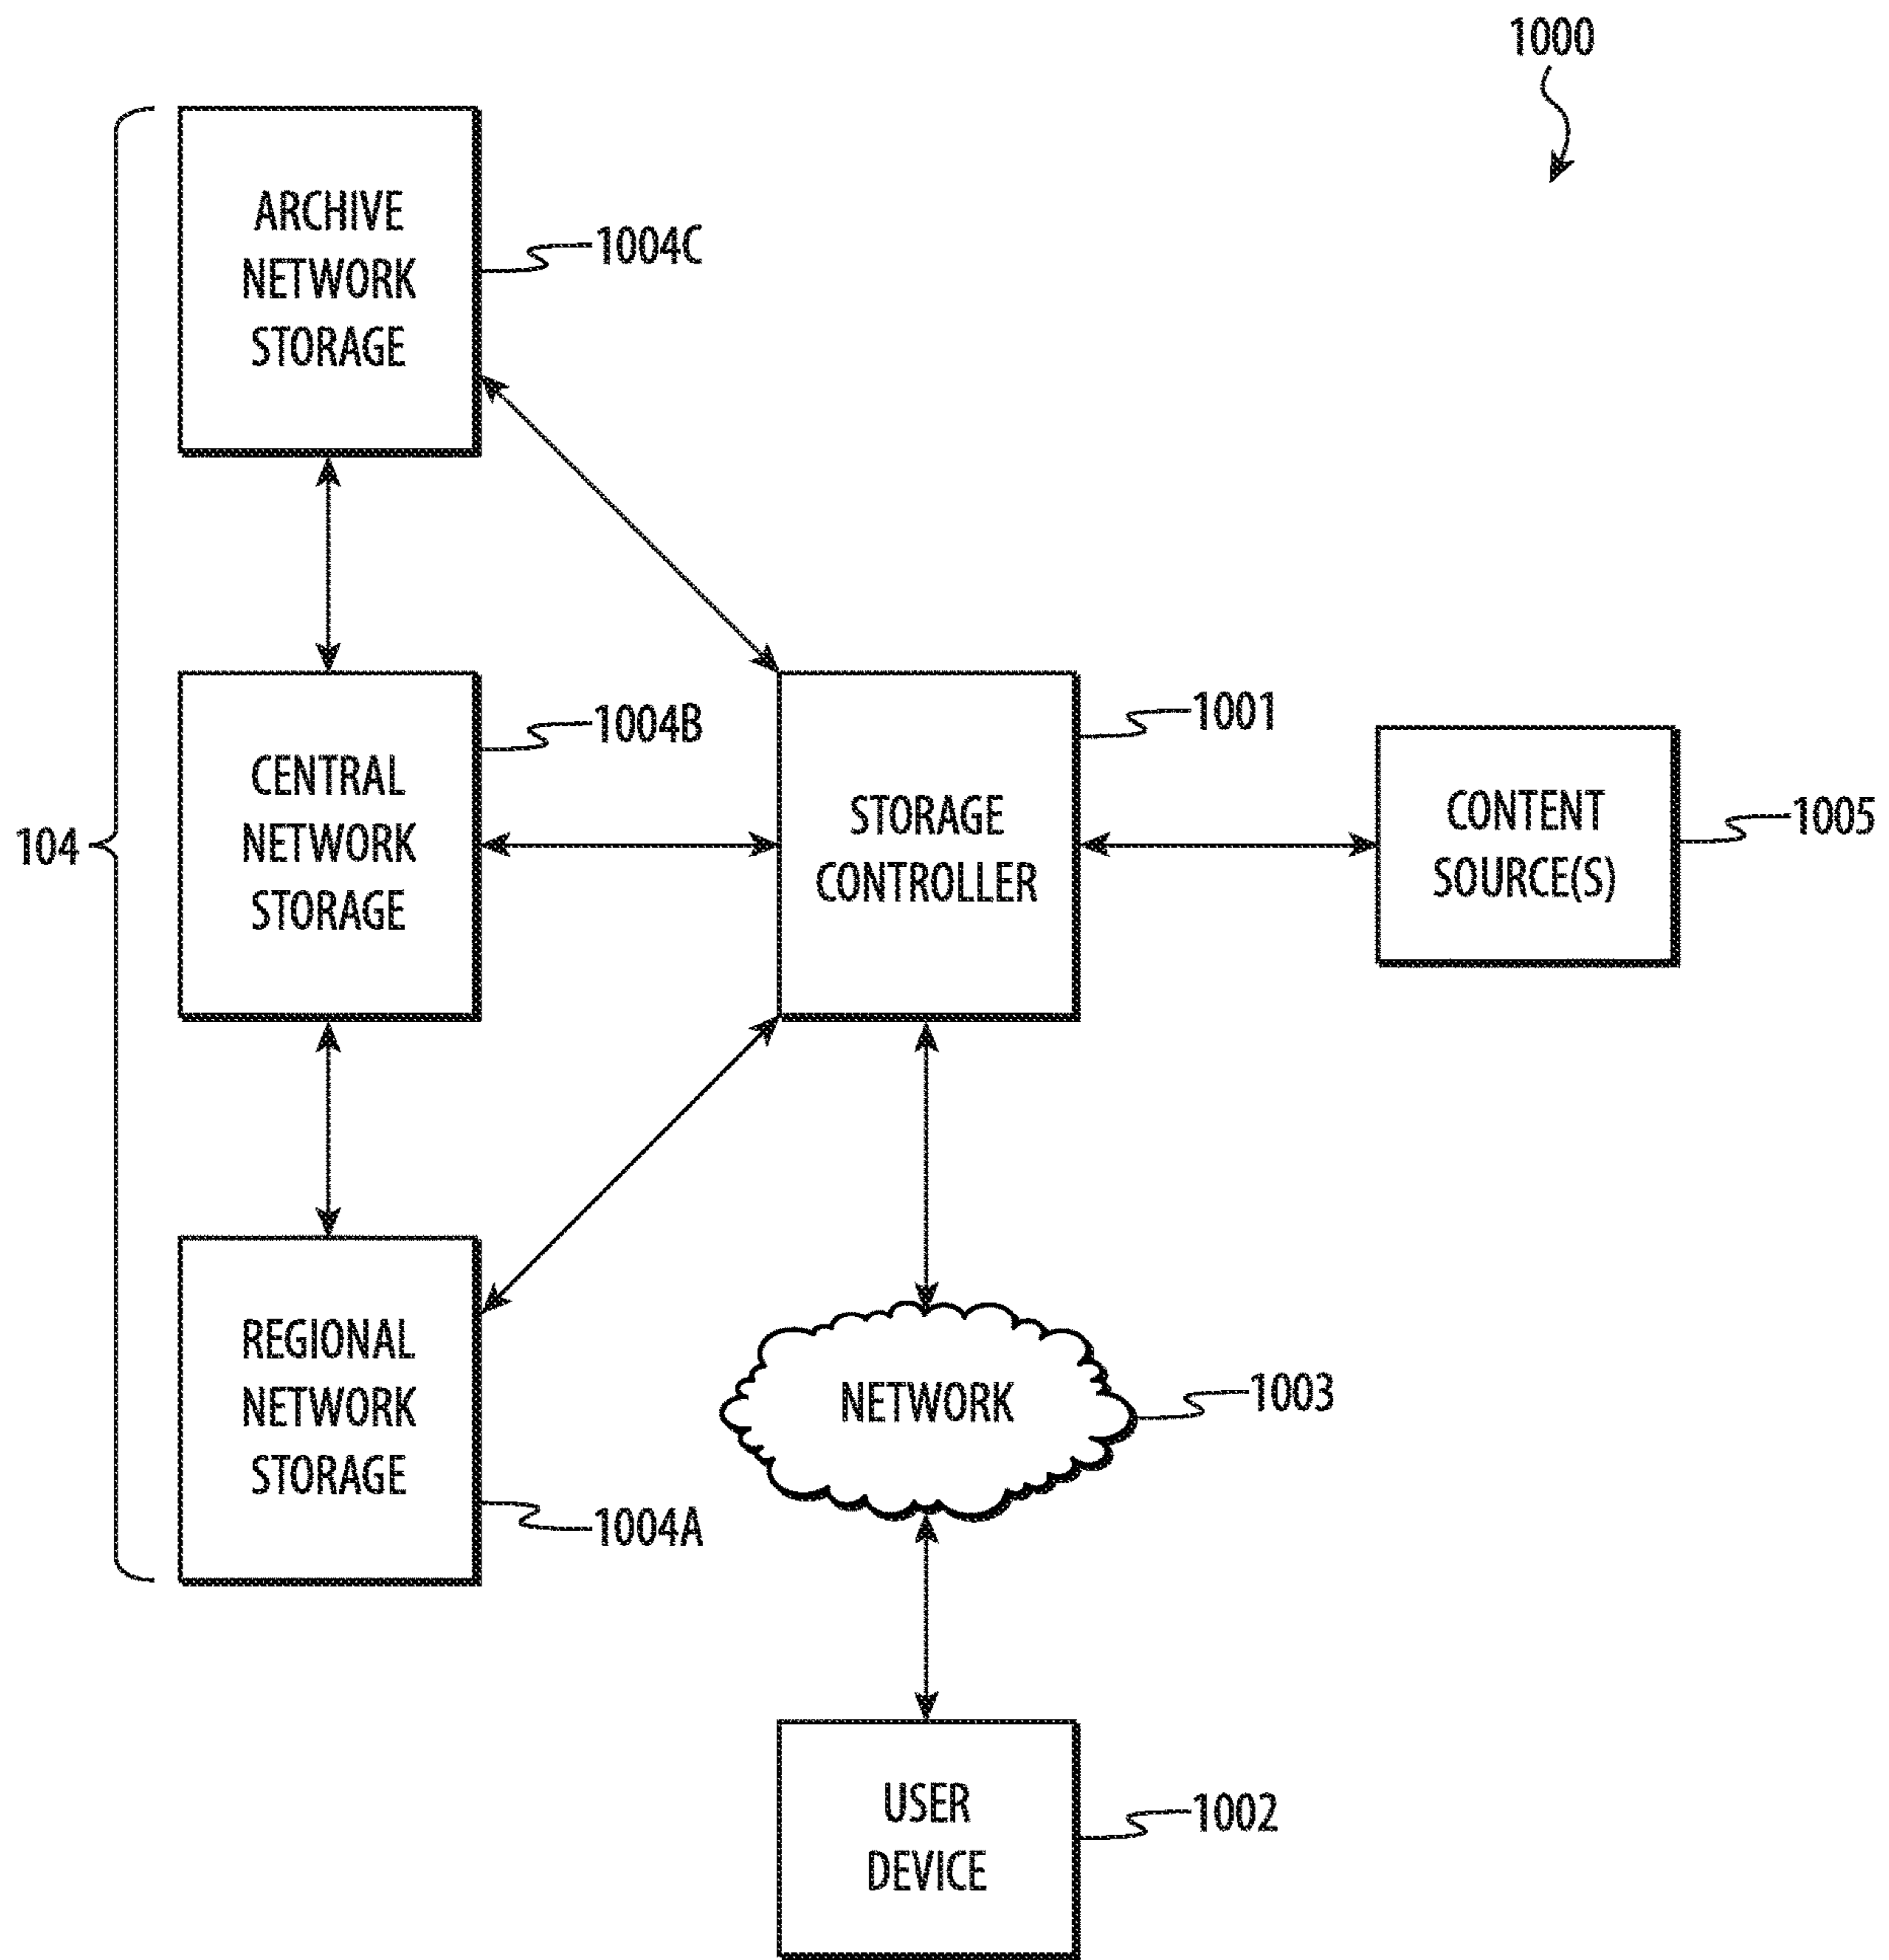 1000
ARCHIVE
NETWORK
STORAGE
1004C
104
CENTRAL
NETWORK
STORAGE
1004B
STORAGE
CONTROLLER
1001
CONTENT
SOURCE(S)
1005
REGIONAL
NETWORK
STORAGE
1004A
NETWORK
1003
USER
DEVICE
1002